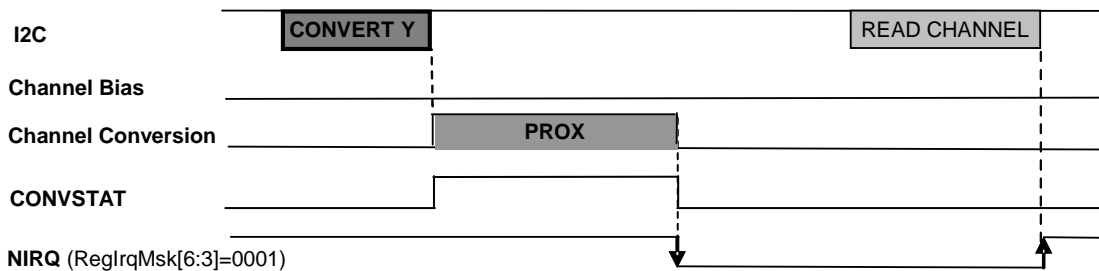 I2C
CONVERT Y
READ CHANNEL
Channel Bias
Channel Conversion
PROX
CONVSTAT
NIRQ (RegIrqMsk[6:3]=0001)